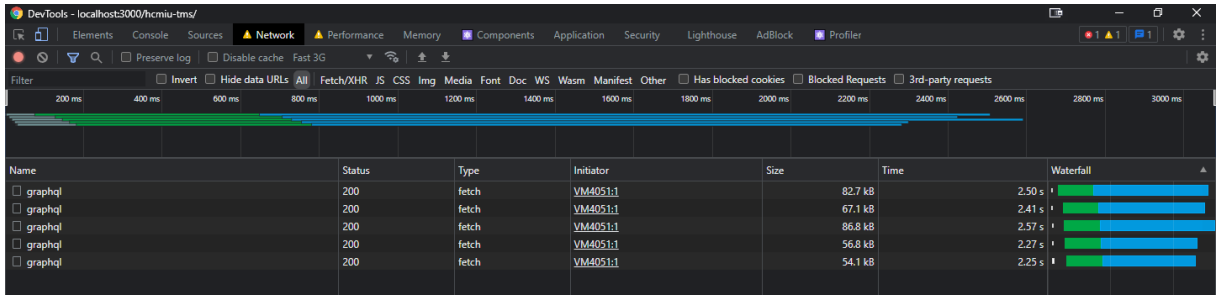 DevTools - localhost:3000/hcmiu-tms/
Elements Console Sources Network Performance Memory Components Application Security Lighthouse AdBlock Profiler 1 1 1
Preserve log Disable cache Fast 3G
Filter Invert Hide data URLs All Fetch/XHR JS CSS Img Media Font Doc WS Wasm Manifest Other Has blocked cookies Blocked Requests 3rd-party requests
200 ms 400 ms 600 ms 800 ms 1000 ms 1200 ms 1400 ms 1600 ms 1800 ms 2000 ms 2200 ms 2400 ms 2600 ms 2800 ms 3000 ms
Name Status Type Initiator Size Time Waterfall
graphql 200 fetch VM4051:1 82.7 kB 2.50 s
graphql 200 fetch VM4051:1 67.1 kB 2.41 s
graphql 200 fetch VM4051:1 86.8 kB 2.57 s
graphql 200 fetch VM4051:1 56.8 kB 2.27 s
graphql 200 fetch VM4051:1 54.1 kB 2.25 s